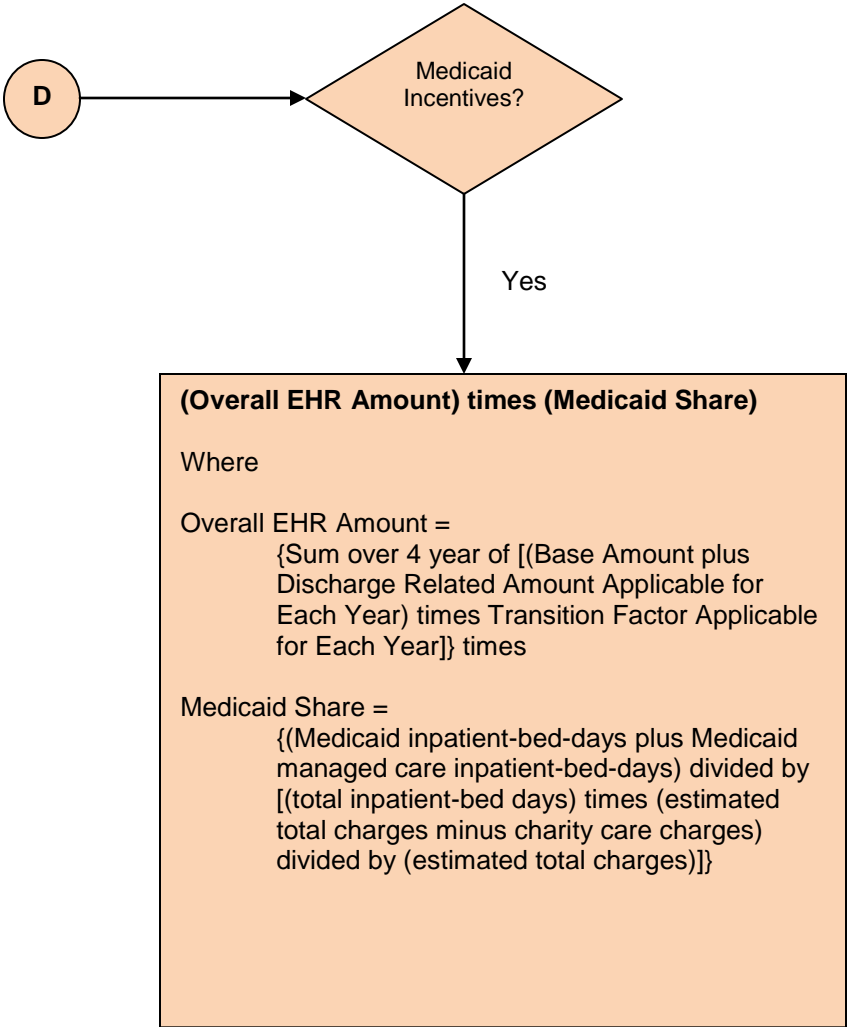 D
Medicaid
Incentives?
Yes
(Overall EHR Amount) times (Medicaid Share)
Where
Overall EHR Amount =
{Sum over 4 year of [(Base Amount plus
Discharge Related Amount Applicable for
Each Year) times Transition Factor Applicable
for Each Year]} times
Medicaid Share =
{(Medicaid inpatient-bed-days plus Medicaid
managed care inpatient-bed-days) divided by
[(total inpatient-bed days) times (estimated
total charges minus charity care charges)
divided by (estimated total charges)]}